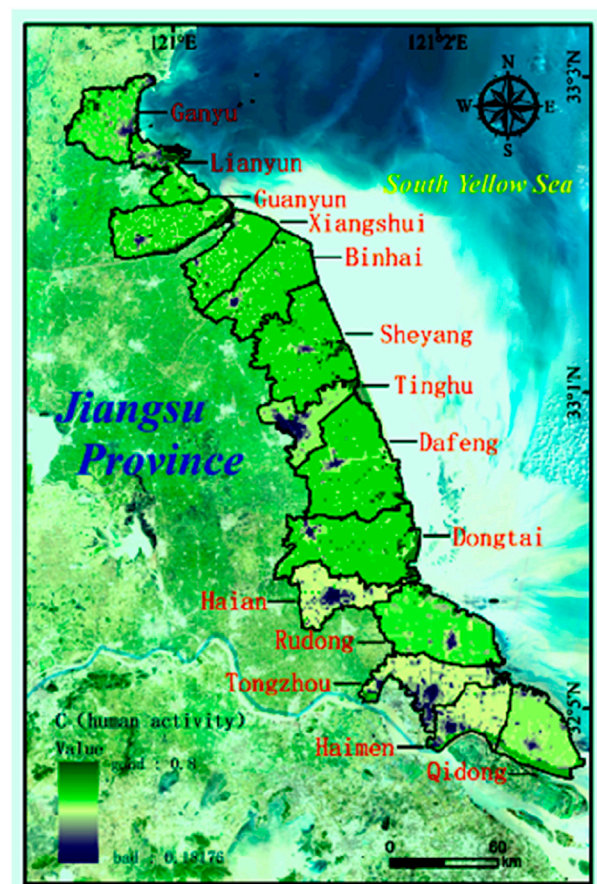 121°E
121°2'E
33°3'N
N
W
E
S
Ganyu
Lianyun
South Yellow Sea
Guanyun
Xiangshui
Binhai
Sheyang
Tinghu
33°1'N
Jiangsu
Province
Dafeng
Dongtai
Haian
Rudong
Tongzhou
32°5'N
C (human activity)
Value
good : 0.8
Haimen
Qidong
bad : 0.18176
0
60
km